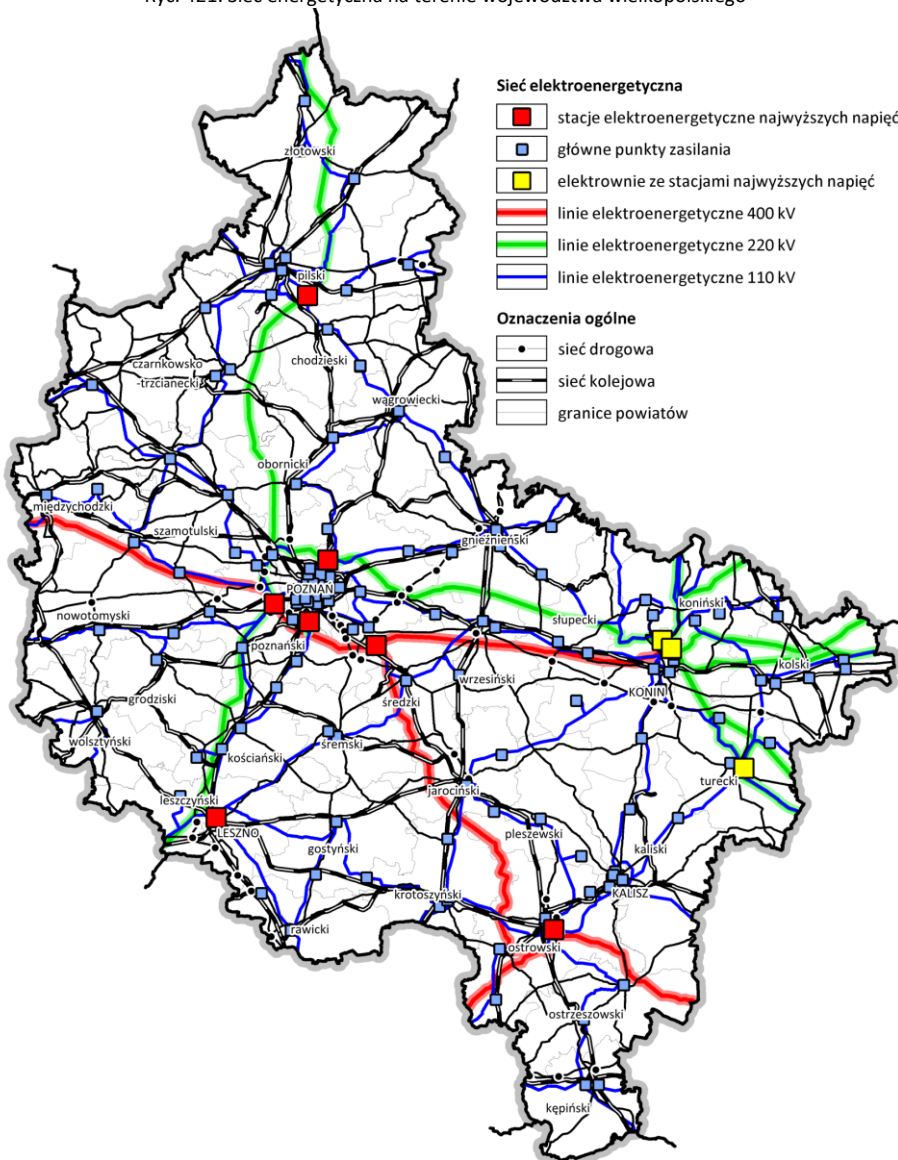 Ryc. 421. Sieć energetyczna na terenie województwa wielkopolskiego
Sieć elektroenergetyczna
stacje elektroenergetyczne najwyższych napięć
główne punkty zasilania
elektrownie ze stacjami najwyższych napięć
linie elektroenergetyczne 400 kV
linie elektroenergetyczne 220 kV
linie elektroenergetyczne 110 kV
Oznaczenia ogólne
sieć drogowa
sieć kolejowa
granice powiatów
złotowski
pilski
chodzieski
czarnkowsko
-trzcianecki
wągrowiecki
obornicki
międzychodzki
szamotulski
gnieźnieński
POZNAŃ
nowotomyski
słupecki
koniński
poznański
kolski
wrzesiński
średzki
KONIN
grodziski
wolsztyński
śremski
kościański
turecki
jarociński
leszczyński
LESZNO
gostyński
pleszewski
kaliski
krotoszyński
KALISZ
rawicki
ostrowski
ostrzeszowski
kępiński